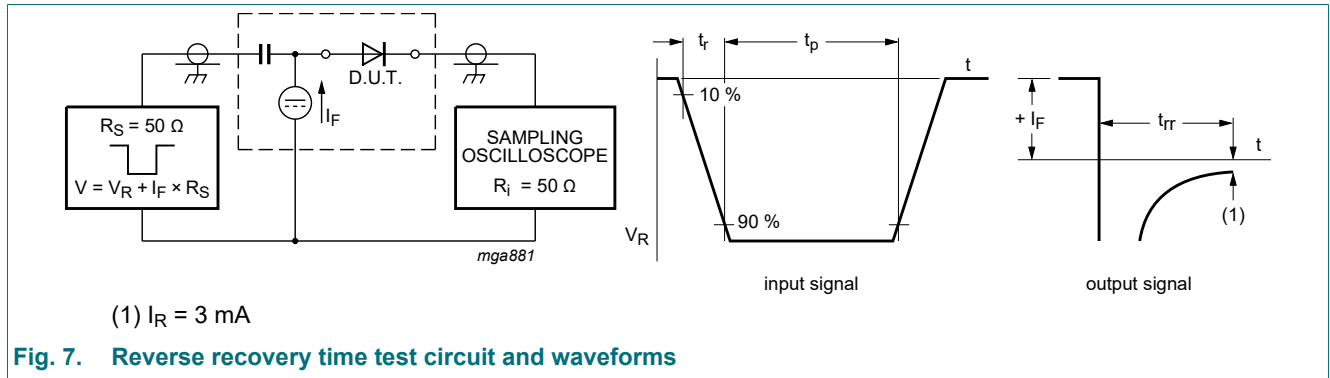 D.U.T.
I_F
R_S = 50 Ω
V = V_R + I_F × R_S
SAMPLING
OSCILLOSCOPE
R_i = 50 Ω
mga881
t_r
t_p
t
10 %
90 %
V_R
input signal
+ I_F
t_rr
t
(1)
output signal
(1) I_R = 3 mA
Fig. 7. Reverse recovery time test circuit and waveforms